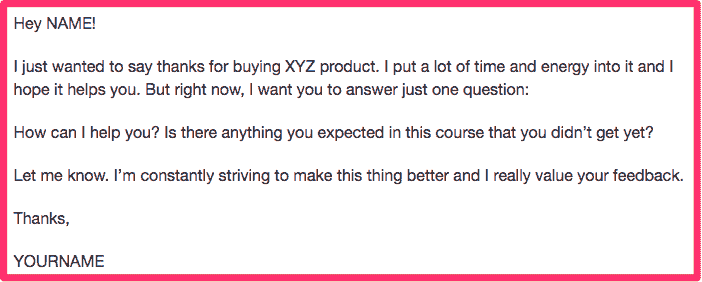 Hey NAME!
I just wanted to say thanks for buying XYZ product. I put a lot of time and energy into it and I
hope it helps you. But right now, I want you to answer just one question:
How can I help you? Is there anything you expected in this course that you didn’t get yet?
Let me know. I’m constantly striving to make this thing better and I really value your feedback.
Thanks,
YOURNAME